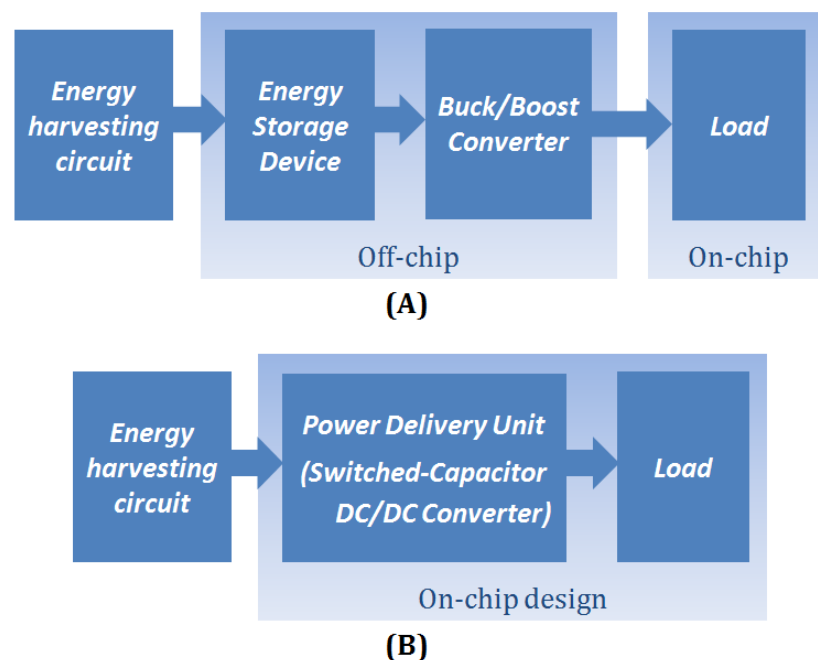 Energy
harvesting
circuit
Energy
Storage
Device
Buck/Boost
Converter
Load
Off-chip
On-chip
(A)
Energy
harvesting
circuit
Power Delivery Unit
(Switched-Capacitor
DC/DC Converter)
Load
On-chip design
(B)